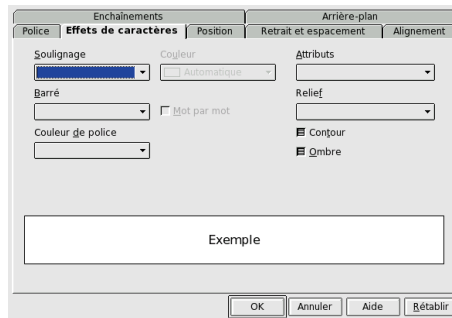 Enchaînements Arrière-plan
Police Effets de caractères Position Retrait et espacement Alignement
Soulignage Couleur Attributs
Automatique
Barré Relief
Mot par mot
Couleur de police Contour
Ombre
Exemple
OK Annuler Aide Rétablir